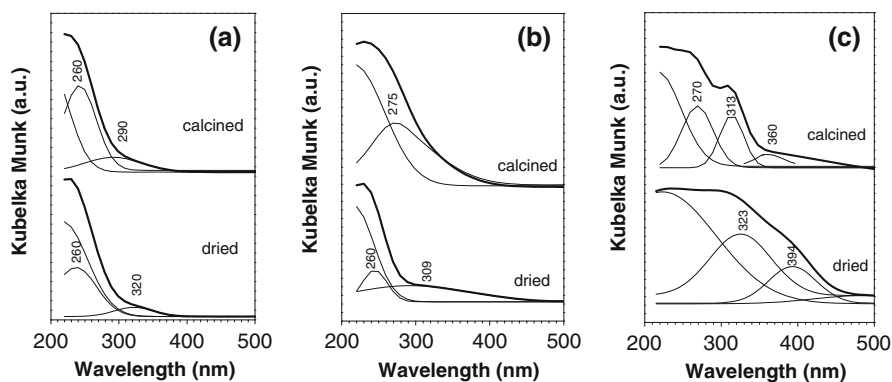 (a)
Kubelka Munk (a.u.)
260
290
calcined
260
320
dried
200 300 400 500
Wavelength (nm)
(b)
Kubelka Munk (a.u.)
275
calcined
260
309
dried
200 300 400 500
Wavelength (nm)
(c)
Kubelka Munk (a.u.)
270
313
360
calcined
323
394
dried
200 300 400 500
Wavelength (nm)